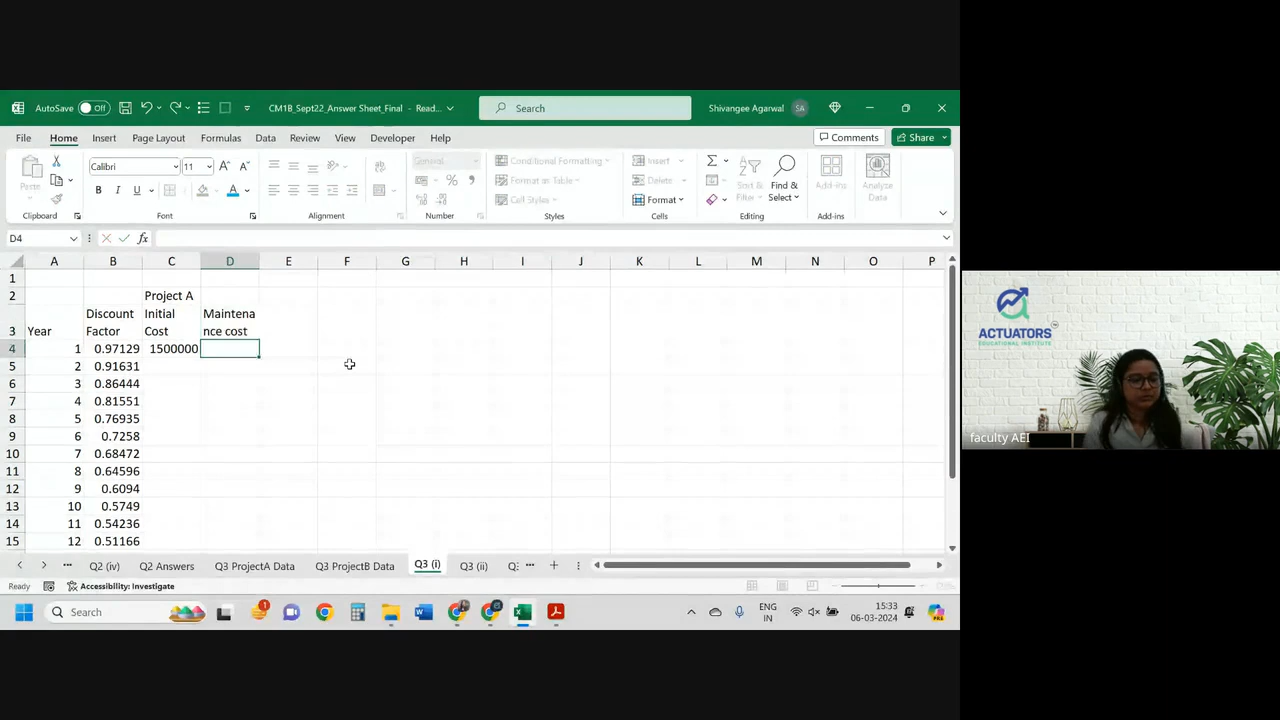 AutoSave Off CM1B_Sept22_Answer Sheet_Final - Read... Search Shivangee Agarwal SA
File Home Insert Page Layout Formulas Data Review View Developer Help Comments Share
Paste Calibri 11 General Conditional Formatting Insert Sort & Find & Add-ins Analyze
Format as Table Delete Filter Select Data
Cell Styles Format
Clipboard Font Alignment Number Styles Cells Editing Add-ins
D4 fx
A B C D E F G H I J K L M N O P
1
2 Project A
Discount Initial Maintena
3 Year Factor Cost nce cost
4 1 0.97129 1500000
5 2 0.91631
6 3 0.86444
7 4 0.81551
8 5 0.76935
9 6 0.7258
10 7 0.68472
11 8 0.64596
12 9 0.6094
13 10 0.5749
14 11 0.54236
15 12 0.51166
... Q2 (iv) Q2 Answers Q3 ProjectA Data Q3 ProjectB Data Q3 (i) Q3 (ii) Q: ...
Ready Accessibility: Investigate
Search 1 ENG IN 15:33 06-03-2024
ACTUATORS
EDUCATIONAL INSTITUTE
faculty AEI